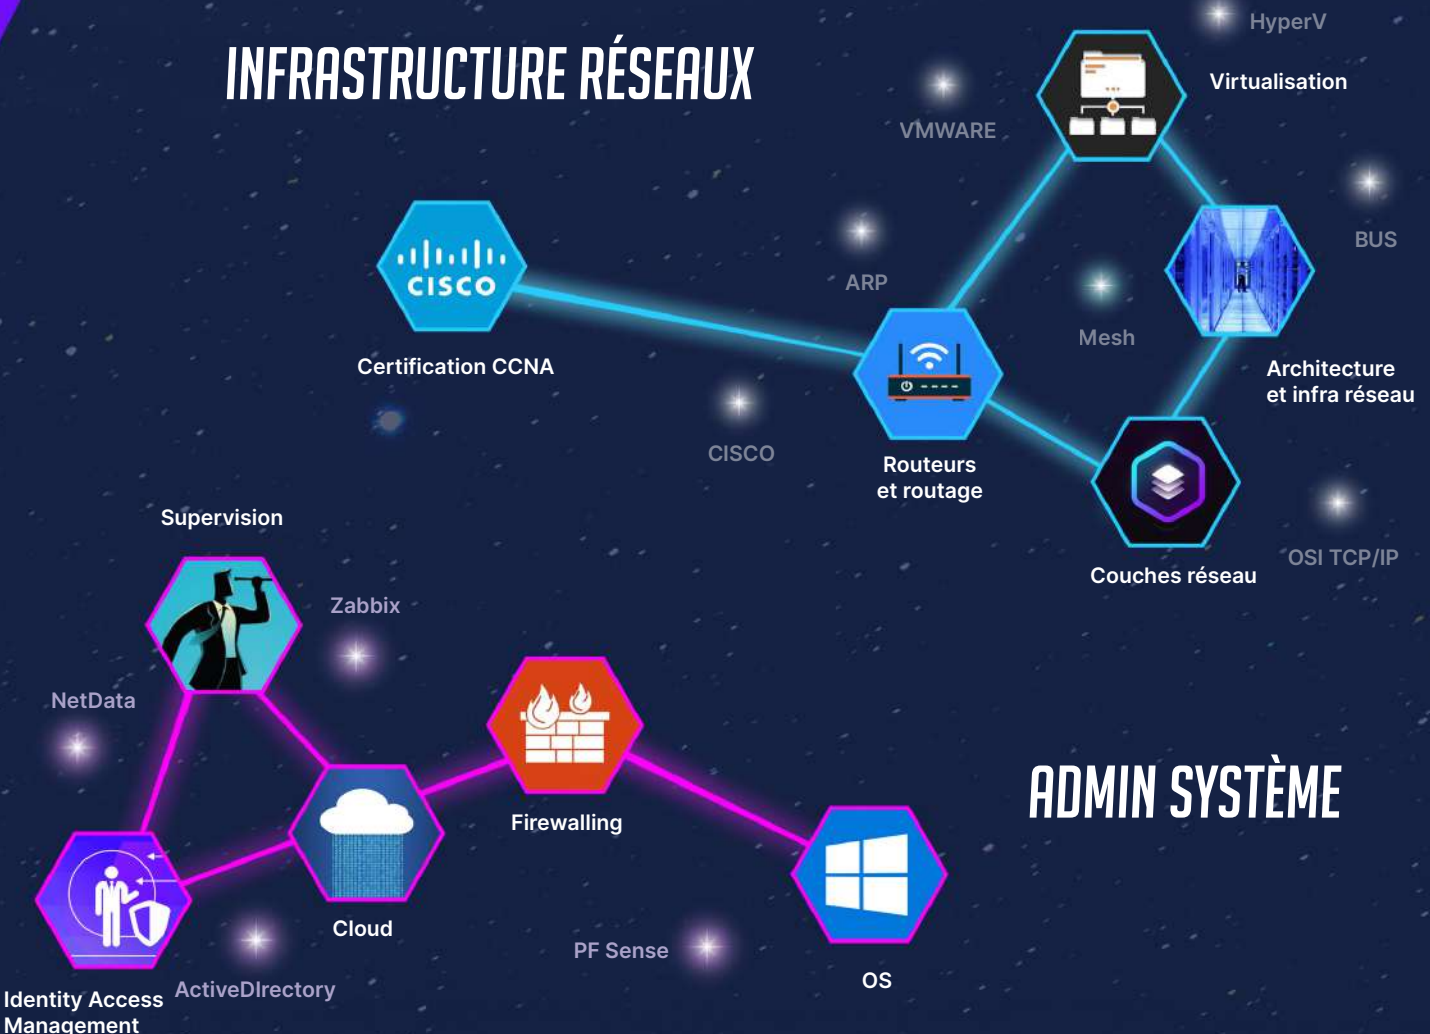 INFRASTRUCTURE RÉSEAUX
HyperV
Virtualisation
VMWARE
BUS
ARP
CISCO
Mesh
Certification CCNA
Architecture
et infra réseau
CISCO
Routeurs
et routage
OSI TCP/IP
Couches réseau
Supervision
Zabbix
NetData
ADMIN SYSTÈME
Firewalling
Cloud
PF Sense
OS
ActiveDIrectory
Identity Access
Management